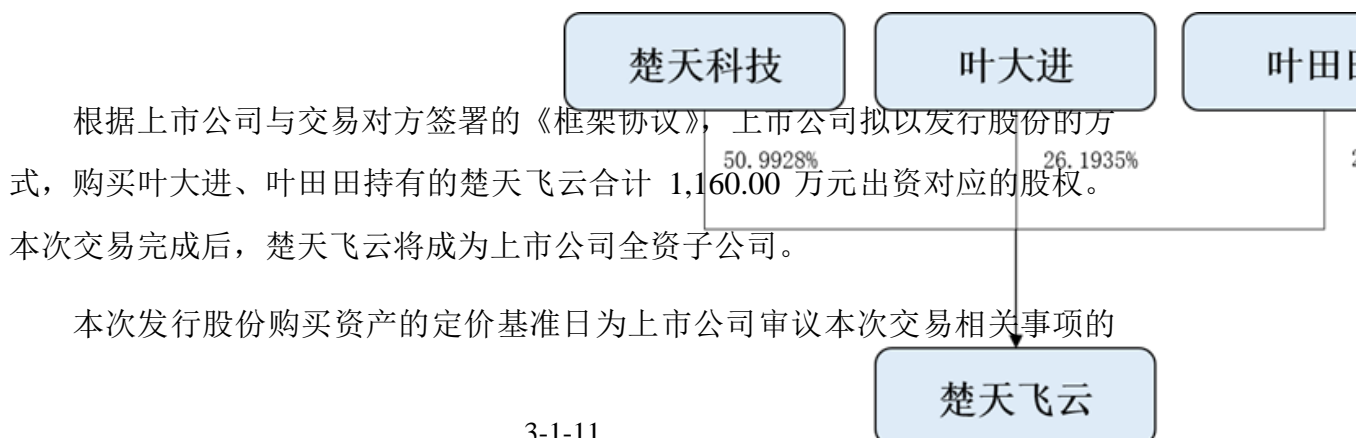 楚天科技 叶大进 叶田
根据上市公司与交易对方签署的《框架协议》，上市公司拟以发行股份的方
50.9928% 26.1935% 2
式，购买叶大进、叶田田持有的楚天飞云合计 1,160.00 万元出资对应的股权。
本次交易完成后，楚天飞云将成为上市公司全资子公司。
本次发行股份购买资产的定价基准日为上市公司审议本次交易相关事项的
楚天飞云
3-1-11